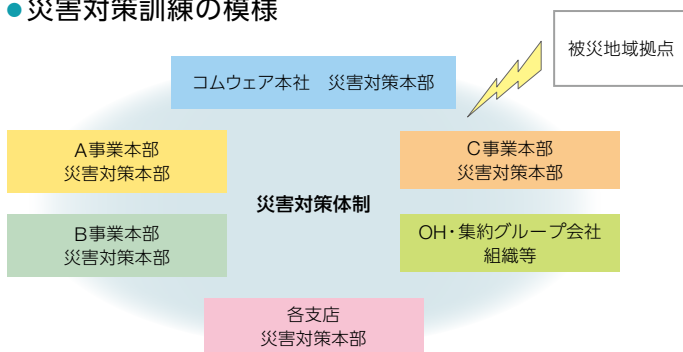 ●災害対策訓練の模様
被災地域拠点
コムウェア本社　災害対策本部
A事業本部
災害対策本部
C事業本部
災害対策本部
災害対策体制
B事業本部
災害対策本部
OH・集約グループ会社
組織等
各支店
災害対策本部